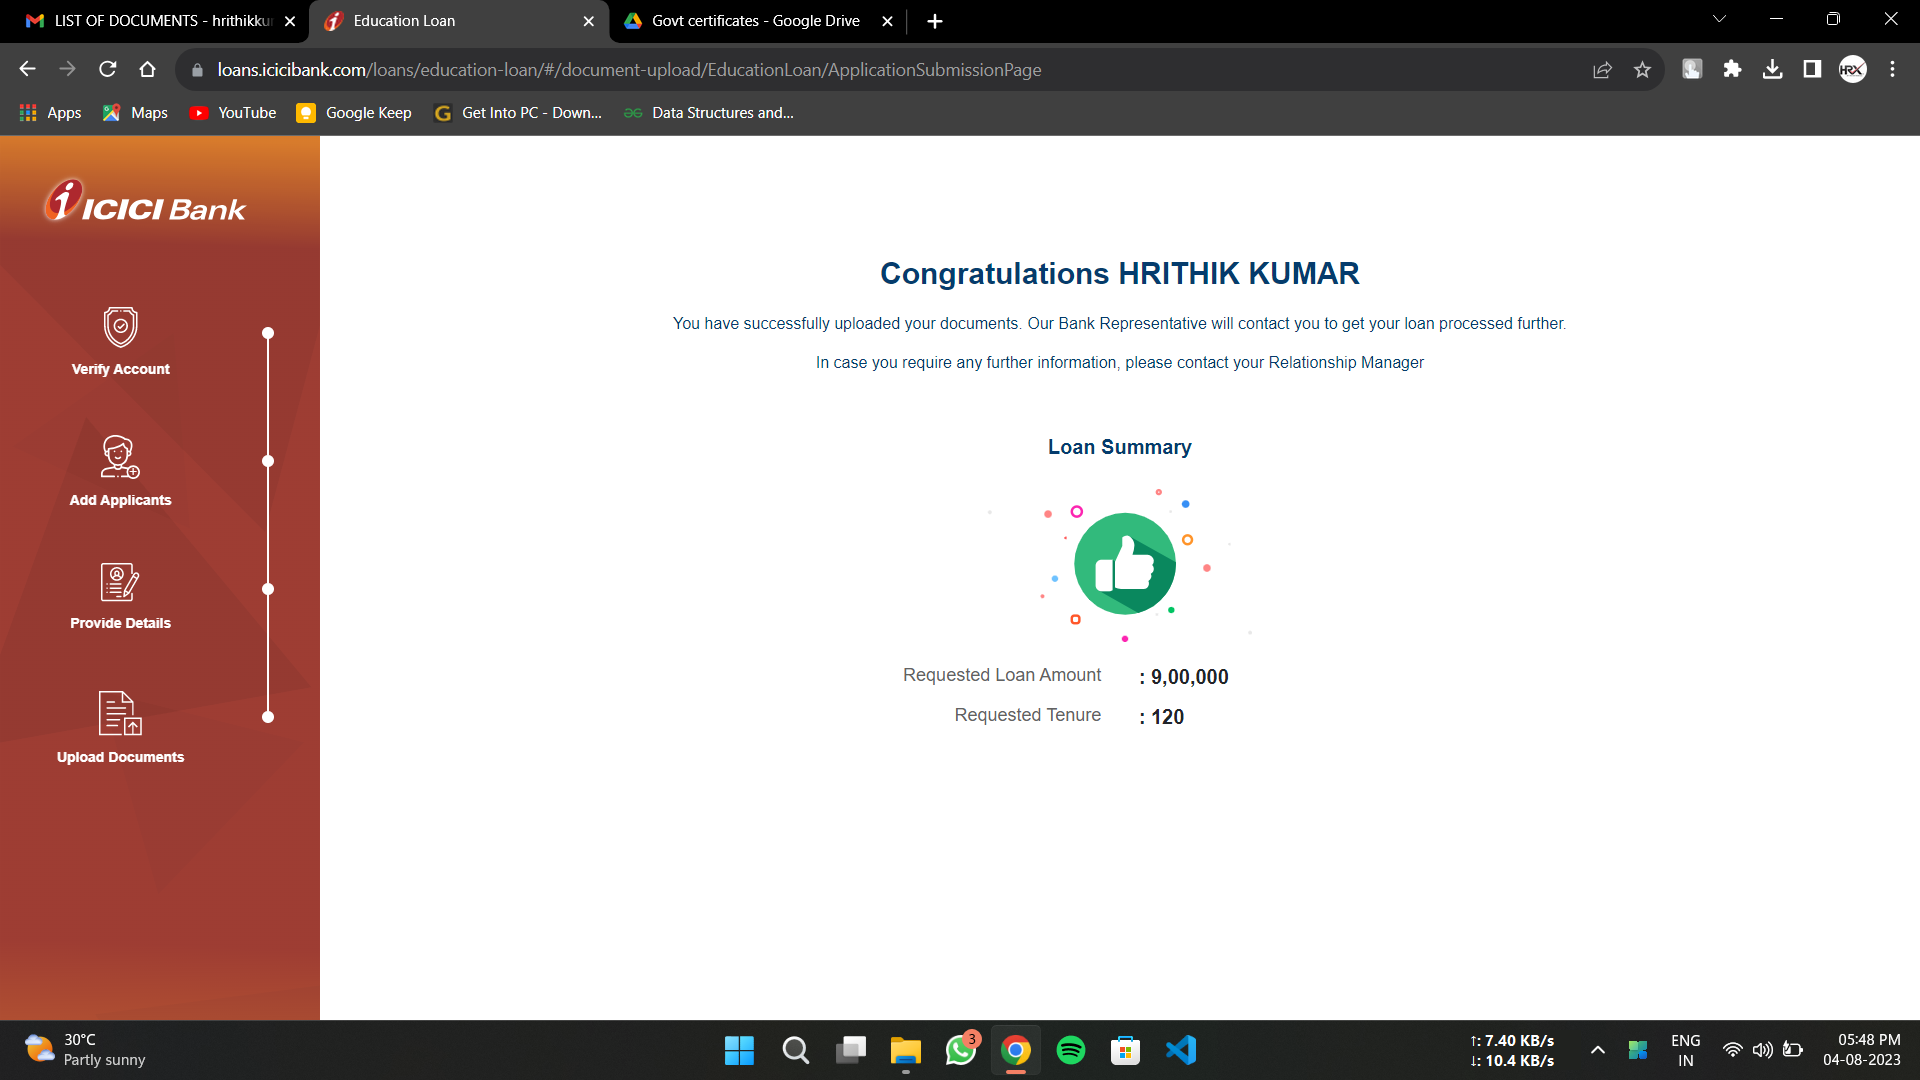 LIST OF DOCUMENTS - hrithikku
Education Loan
Govt certificates - Google Drive
loans.icicibank.com/loans/education-loan/#/document-upload/EducationLoan/ApplicationSubmissionPage
HRX
Apps
Maps
YouTube
Google Keep
Get Into PC - Down...
Data Structures and...
ICICI Bank
Verify Account
Add Applicants
Provide Details
Upload Documents
Congratulations HRITHIK KUMAR
You have successfully uploaded your documents. Our Bank Representative will contact you to get your loan processed further.
In case you require any further information, please contact your Relationship Manager
Loan Summary
Requested Loan Amount : 9,00,000
Requested Tenure : 120
30°C
Partly sunny
3
↑: 7.40 KB/s
↓: 10.4 KB/s
ENG
IN
05:48 PM
04-08-2023